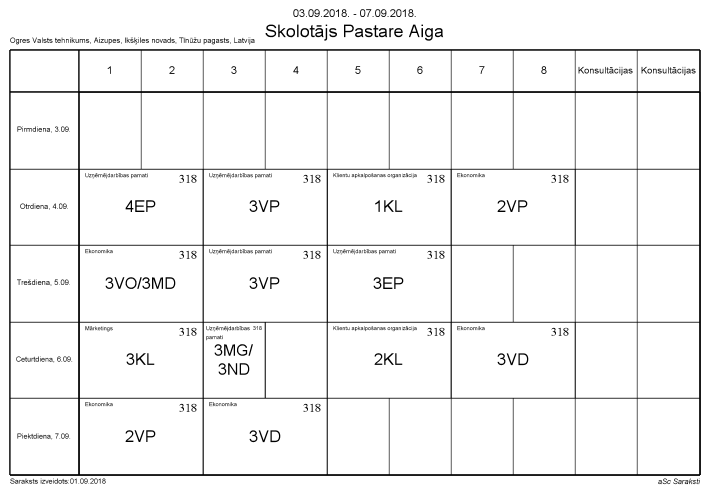 03.09.2018. - 07.09.2018.
Ogres Valsts tehnikums, Aizupes, Ikšķiles novads, Tīnūžu pagasts, Latvija
Skolotājs Pastare Aiga
1 2 3 4 5 6 7 8 Konsultācijas Konsultācijas
Pirmdiena, 3.09.
Uzņēmējdarbības pamati 318 Uzņēmējdarbības pamati 318 Klientu apkalpošanas organizācija 318 Ekonomika 318
Otrdiena, 4.09. 4EP 3VP 1KL 2VP
Ekonomika 318 Uzņēmējdarbības pamati 318 Uzņēmējdarbības pamati 318
Trešdiena, 5.09. 3VO/3MD 3VP 3EP
Mārketings 318 Uzņēmējdarbības 318 Klientu apkalpošanas organizācija 318 Ekonomika 318
pamati
Ceturtdiena, 6.09. 3KL 3MG/ 2KL 3VD
3ND
Ekonomika 318 Ekonomika 318
Piektdiena, 7.09. 2VP 3VD
Saraksts izveidots:01.09.2018 aSc Saraksti